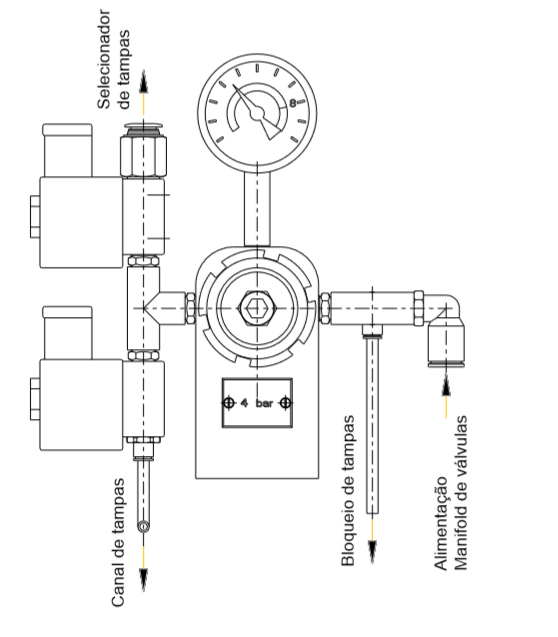 Selecionador
de tampas
8
4 bar
Canal de tampas
Bloqueio de tampas
Alimentação
Manifold de válvulas